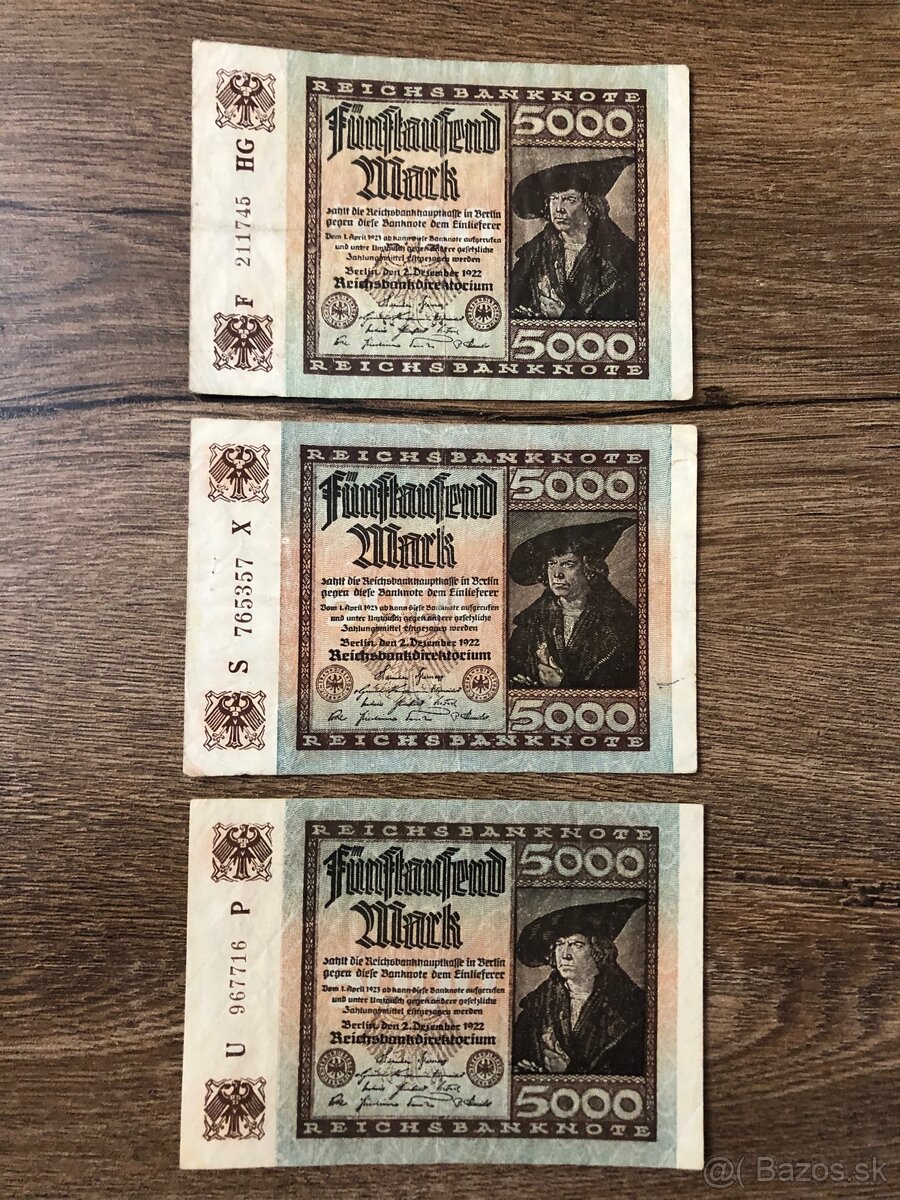 REICHSBANKNOTE
F 211745 HG
Fünftausend
Mark
5000
zahlt die Reichsbankhauptkasse in Berlin
gegen diese Banknote dem Einlieferer
Vom 1. April 1923 ab kann diese Banknote aufgerufen
und unter Umtausch gegen andere gesetzliche
Zahlungsmittel eingezogen werden
Berlin, den 2. Dezember 1922
Reichsbankdirektorium
5000
REICHSBANKNOTE
REICHSBANKNOTE
S 765357 X
Fünftausend
Mark
5000
zahlt die Reichsbankhauptkasse in Berlin
gegen diese Banknote dem Einlieferer
Vom 1. April 1923 ab kann diese Banknote aufgerufen
und unter Umtausch gegen andere gesetzliche
Zahlungsmittel eingezogen werden
Berlin, den 2. Dezember 1922
Reichsbankdirektorium
5000
REICHSBANKNOTE
REICHSBANKNOTE
U 967716 P
Fünftausend
Mark
5000
zahlt die Reichsbankhauptkasse in Berlin
gegen diese Banknote dem Einlieferer
Vom 1. April 1923 ab kann diese Banknote aufgerufen
und unter Umtausch gegen andere gesetzliche
Zahlungsmittel eingezogen werden
Berlin, den 2. Dezember 1922
Reichsbankdirektorium
5000
REICHSBANKNOTE
@( Bazos.sk